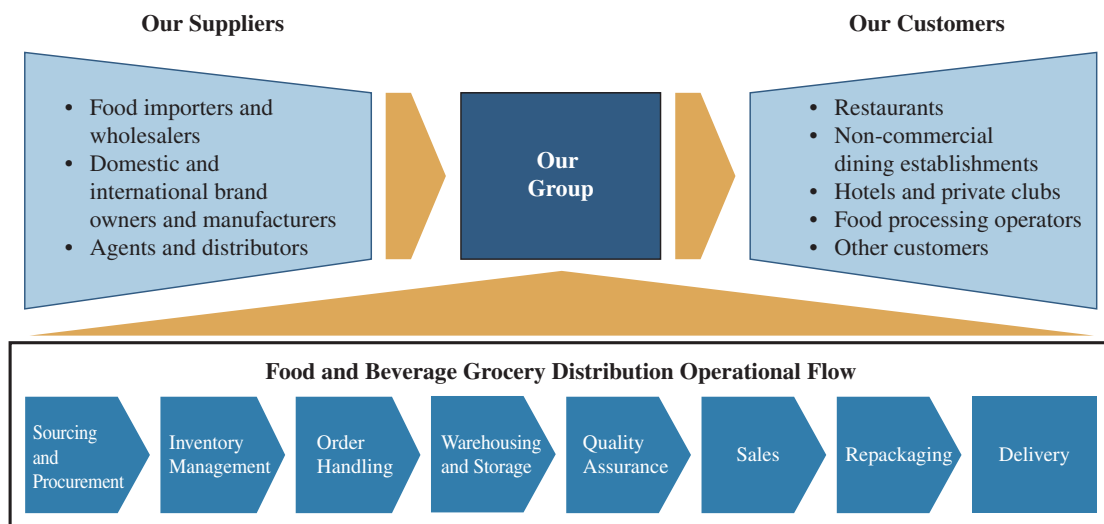 Our Suppliers
• Food importers and
wholesalers
• Domestic and
international brand
owners and manufacturers
• Agents and distributors
Our
Group
Our Customers
• Restaurants
• Non-commercial
dining establishments
• Hotels and private clubs
• Food processing operators
• Other customers
Food and Beverage Grocery Distribution Operational Flow
Sourcing
and
Procurement
Inventory
Management
Order
Handling
Warehousing
and Storage
Quality
Assurance
Sales
Repackaging
Delivery